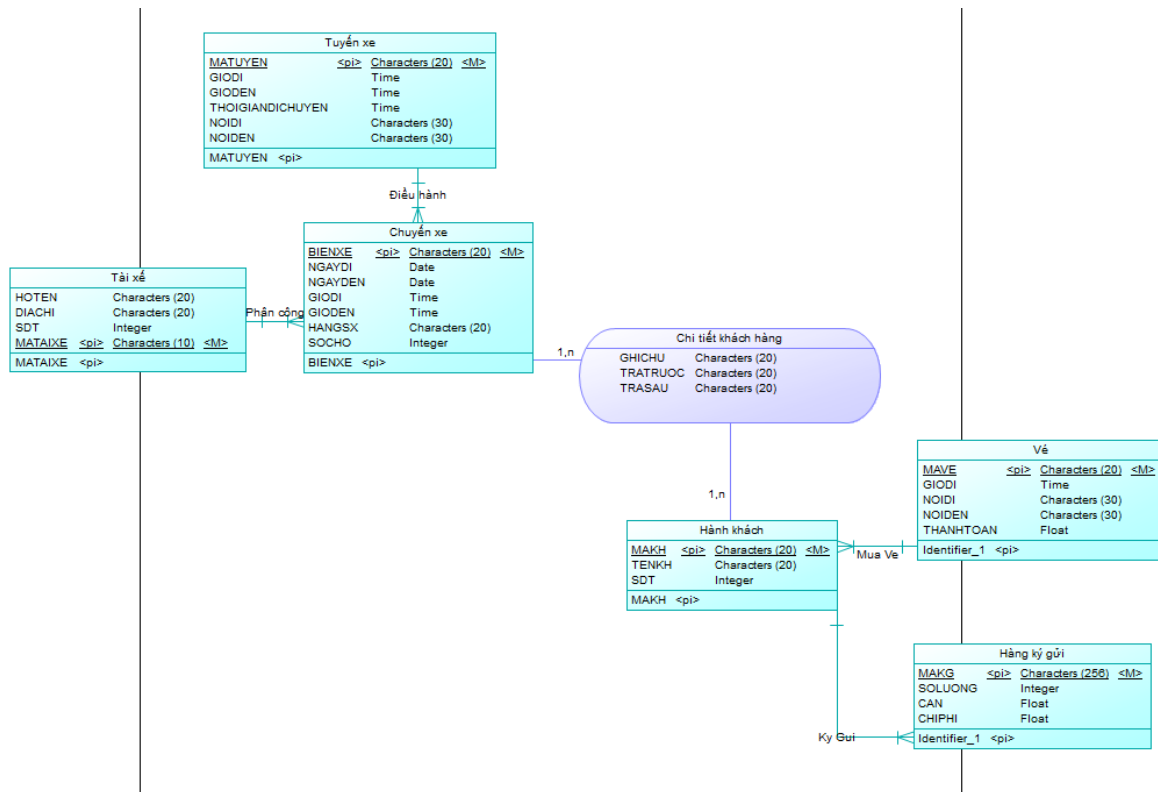 Tuyến xe
MATUYEN <pi> Characters (20) <M>
GIODI Time
GIODEN Time
THOIGIANDICHUYEN Time
NOIDI Characters (30)
NOIDEN Characters (30)
MATUYEN <pi>
Điều hành
Chuyến xe
BIENXE <pi> Characters (20) <M>
NGAYDI Date
NGAYDEN Date
GIODI Time
GIODEN Time
HANGSX Characters (20)
SOCHO Integer
BIENXE <pi>
Tài xế
HOTEN Characters (20)
DIACHI Characters (20)
SDT Integer
MATAIXE <pi> Characters (10) <M>
MATAIXE <pi>
Phân công
1,n
Chi tiết khách hàng
GHICHU Characters (20)
TRATRUOC Characters (20)
TRASAU Characters (20)
1,n
Hành khách
MAKH <pi> Characters (20) <M>
TENKH Characters (20)
SDT Integer
MAKH <pi>
Mua Ve
Vé
MAVE <pi> Characters (20) <M>
GIODI Time
NOIDI Characters (30)
NOIDEN Characters (30)
THANHTOAN Float
Identifier_1 <pi>
Ky Gui
Hàng ký gửi
MAKG <pi> Characters (256) <M>
SOLUONG Integer
CAN Float
CHIPHI Float
Identifier_1 <pi>